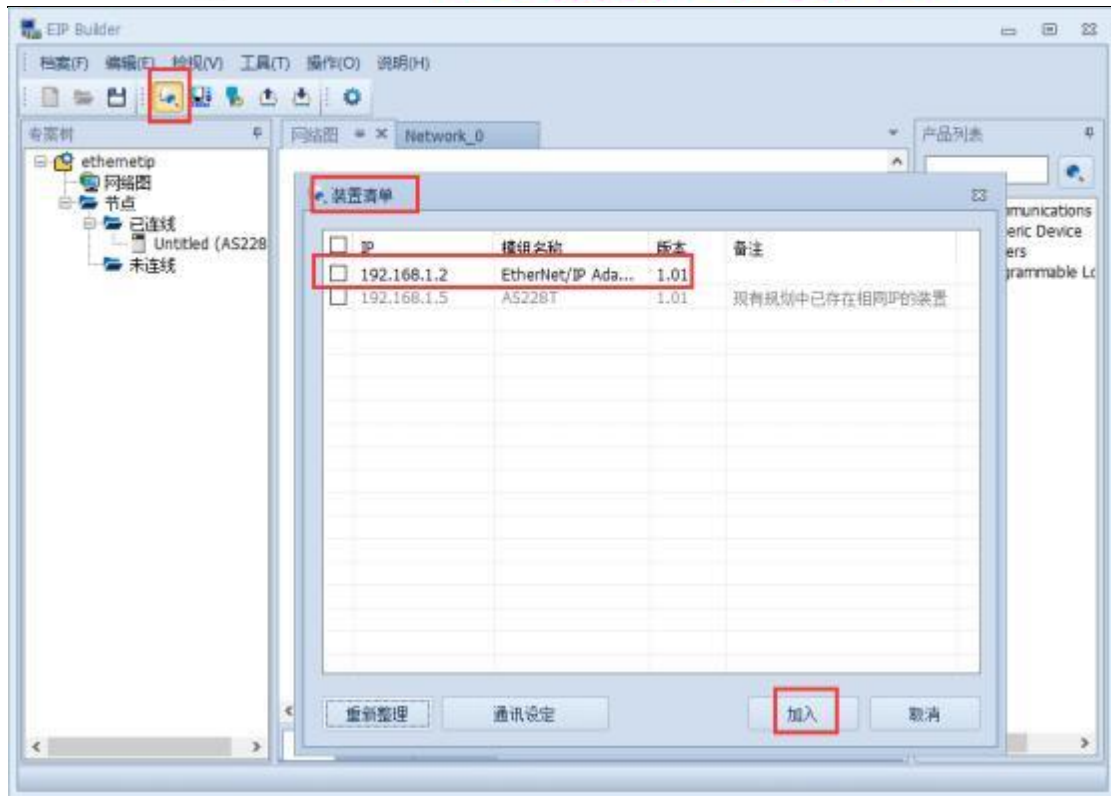 EIP Builder
档案(F) 编辑(E) 检视(V) 工具(T) 操作(O) 说明(H)
专案树
网络图 Network_0
产品列表
ethernetip
网络图
节点
已连线
Untitled (AS228
未连线
装置清单
IP 模组名称 版本 备注
192.168.1.2 EtherNet/IP Ada... 1.01
192.168.1.5 AS228T 1.01 现有规划中已存在相同IP的装置
munications
eric Device
ers
grammable Lc
重新整理 通讯设定 加入 取消